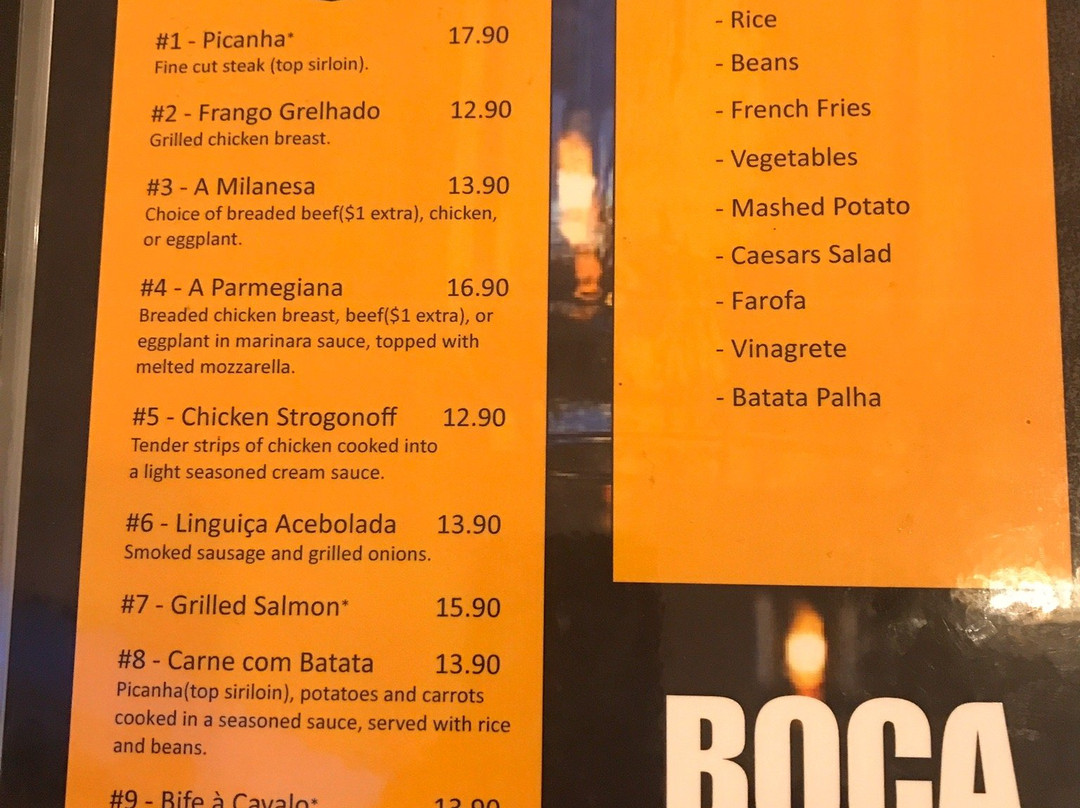 #1 - Picanha* 17.90
Fine cut steak (top sirloin).
#2 - Frango Grelhado 12.90
Grilled chicken breast.
#3 - A Milanesa 13.90
Choice of breaded beef($1 extra), chicken,
or eggplant.
#4 - A Parmegiana 16.90
Breaded chicken breast, beef($1 extra), or
eggplant in marinara sauce, topped with
melted mozzarella.
#5 - Chicken Strogonoff 12.90
Tender strips of chicken cooked into
a light seasoned cream sauce.
#6 - Linguiça Acebolada 13.90
Smoked sausage and grilled onions.
#7 - Grilled Salmon* 15.90
#8 - Carne com Batata 13.90
Picanha(top siriloin), potatoes and carrots
cooked in a seasoned sauce, served with rice
and beans.
#9 - Bife à Cavalo* 13.90
- Rice
- Beans
- French Fries
- Vegetables
- Mashed Potato
- Caesars Salad
- Farofa
- Vinagrete
- Batata Palha
BOCA